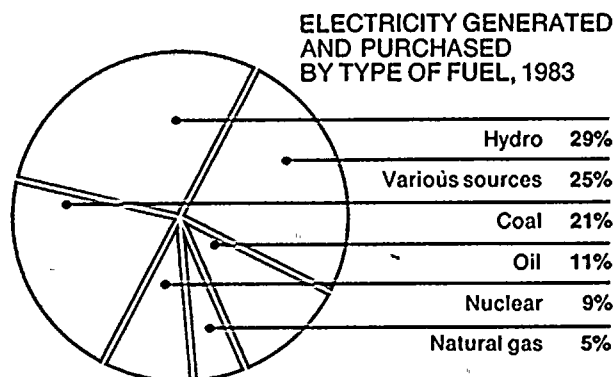 ELECTRICITY GENERATED
AND PURCHASED
BY TYPE OF FUEL, 1983
Hydro 29%
Various sources 25%
Coal 21%
Oil 11%
Nuclear 9%
Natural gas 5%